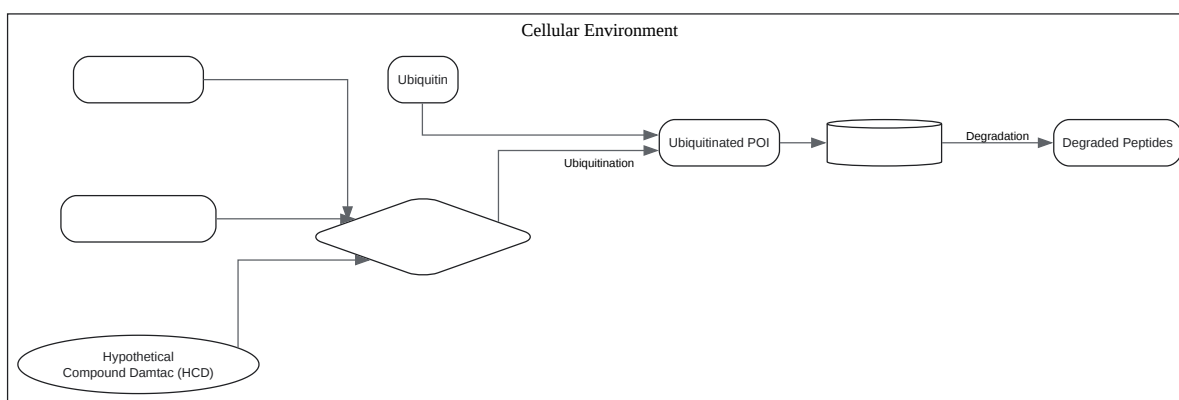 Cellular Environment
Ubiquitin
Ubiquitinated POI
Degradation
Degraded Peptides
Ubiquitination
Hypothetical
Compound Damtac (HCD)